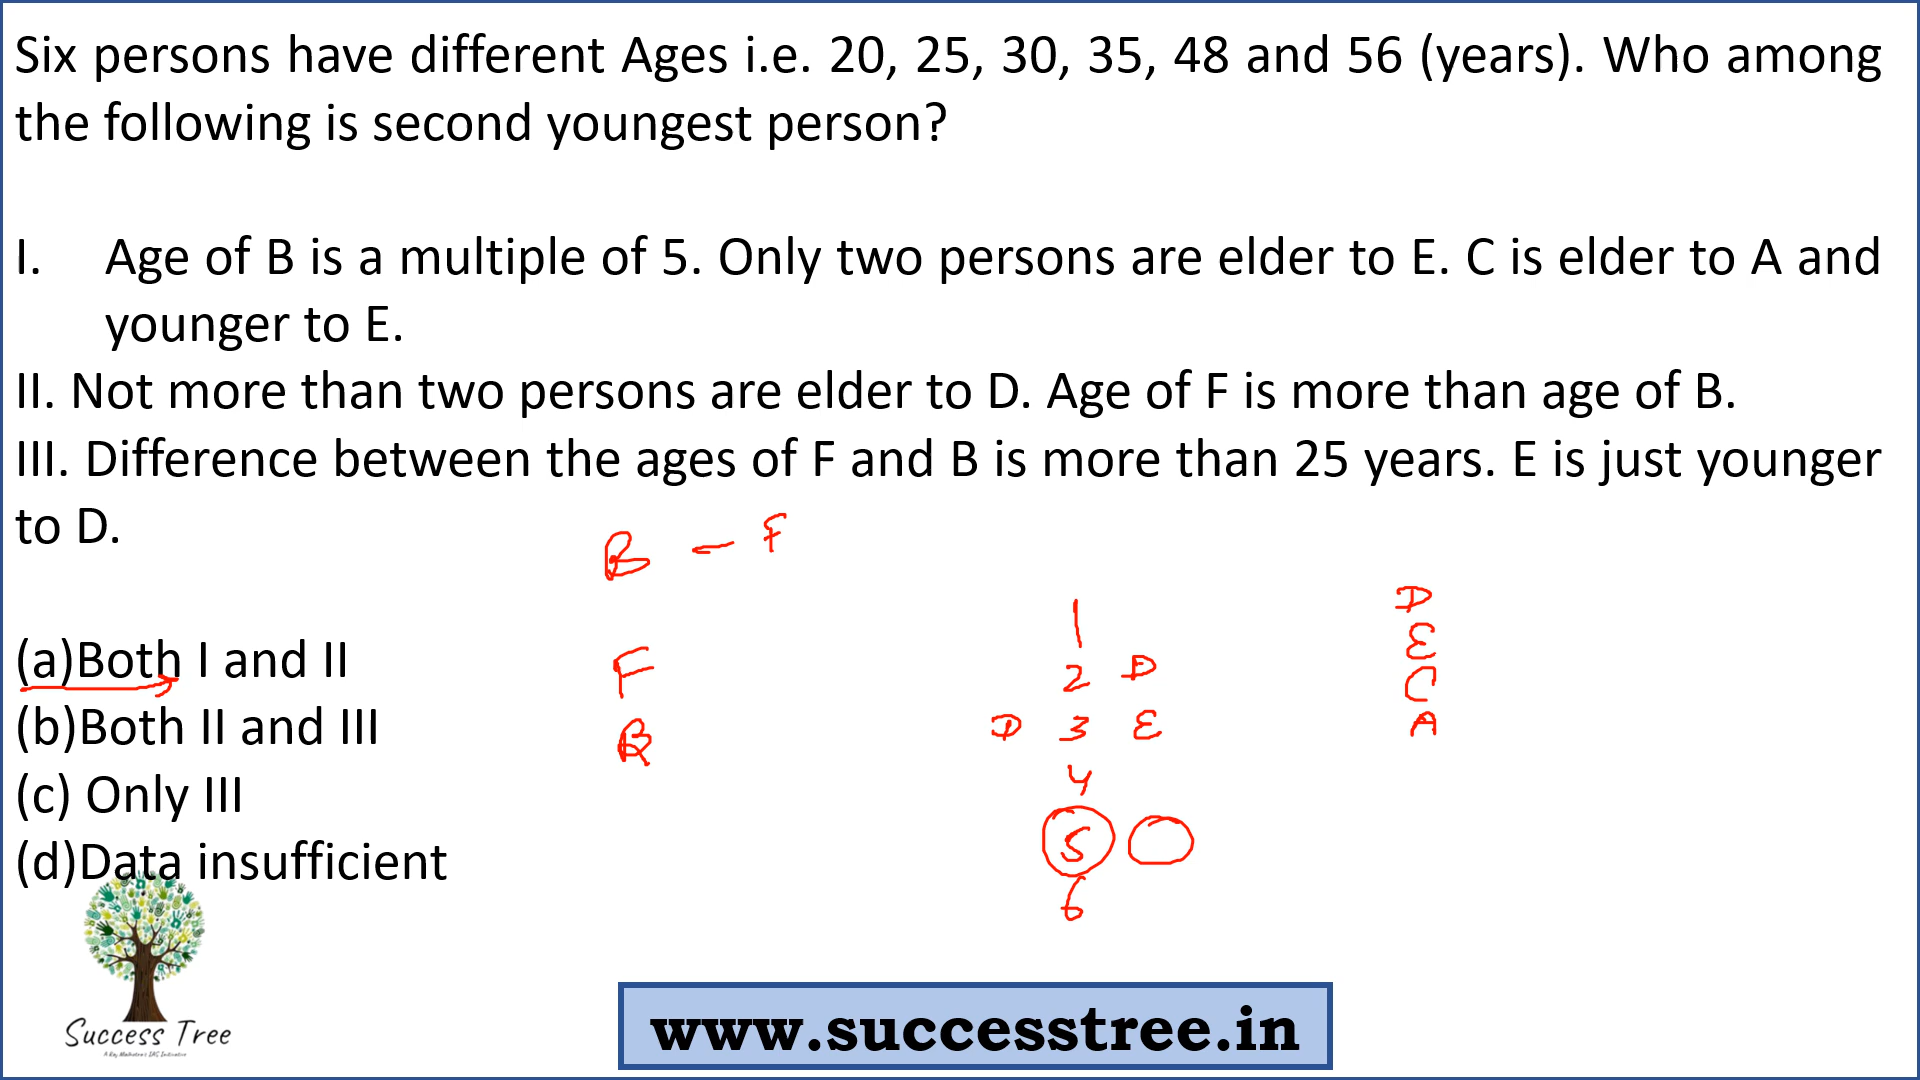 Six persons have different Ages i.e. 20, 25, 30, 35, 48 and 56 (years). Who among
the following is second youngest person?
I. Age of B is a multiple of 5. Only two persons are elder to E. C is elder to A and
younger to E.
II. Not more than two persons are elder to D. Age of F is more than age of B.
III. Difference between the ages of F and B is more than 25 years. E is just younger
to D.
B - F
(a)Both I and II
(b)Both II and III
(c) Only III
(d)Data insufficient
F
B
1
2 D
D 3 E
4
5
6
D
E
C
A
Success Tree
A Raj Malhotra's IAS Initiative
www.successtree.in